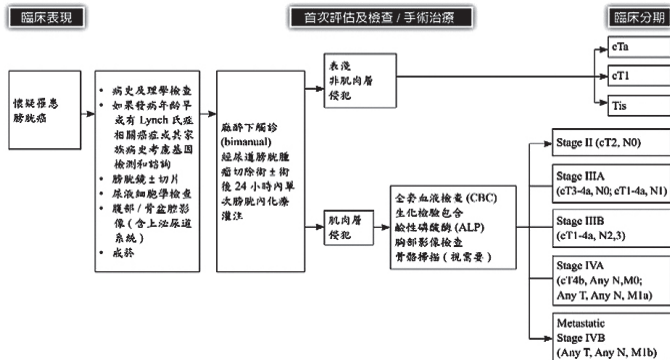 臨床表現
首次評估及檢查 / 手術治療
臨床分期
懷疑罹患
膀胱癌
• 病史及理學檢查
• 如果發病年齡早
或有 Lynch 氏症
相關癌症或其家
族病史考慮基因
檢測和諮詢
• 膀胱鏡±切片
• 尿液細胞學檢查
• 腹部 / 骨盆腔影
像 (含上泌尿道
系統)
• 戒菸
麻醉下觸診
(bimanual)
經尿道膀胱腫
瘤切除術±術
後 24 小時內單
次膀胱內化療
灌注
表淺
非肌肉層
侵犯
肌肉層
侵犯
全套血液檢查 (CBC)
生化檢驗包含
鹼性磷酸酶 (ALP)
胸部影像檢查
骨骼掃描 (視需要)
cTa
cT1
Tis
Stage II (cT2, N0)
Stage IIIA
(cT3-4a, N0; cT1-4a, N1)
Stage IIIB
(cT1-4a, N2,3)
Stage IVA
(cT4b, Any N,M0;
Any T, Any N, M1a)
Metastatic
Stage IVB
(Any T, Any N, M1b)